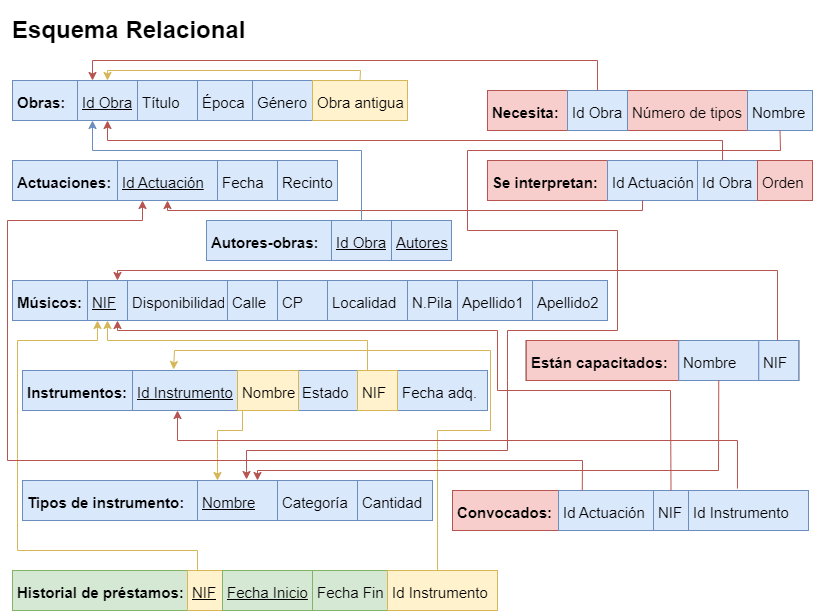 Esquema Relacional
Obras: Id Obra Título Época Género Obra antigua
Necesita: Id Obra Número de tipos Nombre
Actuaciones: Id Actuación Fecha Recinto
Se interpretan: Id Actuación Id Obra Orden
Autores-obras: Id Obra Autores
Músicos: NIF Disponibilidad Calle CP Localidad N.Pila Apellido1 Apellido2
Están capacitados: Nombre NIF
Instrumentos: Id Instrumento Nombre Estado NIF Fecha adq.
Tipos de instrumento: Nombre Categoría Cantidad
Convocados: Id Actuación NIF Id Instrumento
Historial de préstamos: NIF Fecha Inicio Fecha Fin Id Instrumento